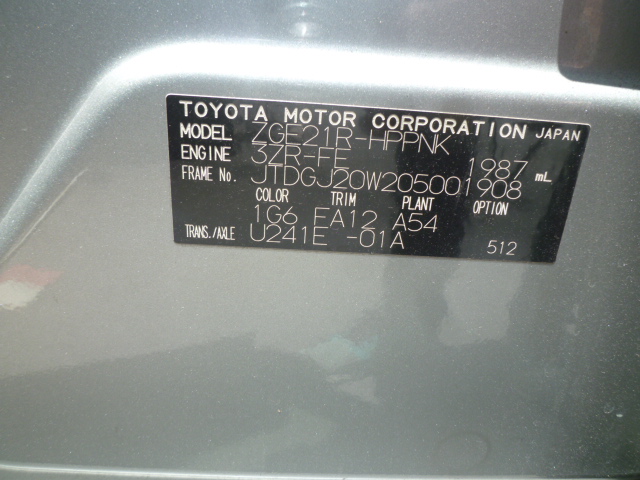 TOYOTA MOTOR CORPORATION JAPAN
MODEL ZGE21R-HPPNK
ENGINE 3ZR-FE 1987 mL
FRAME No. JTDGJ20W205001908
COLOR TRIM PLANT OPTION
1G6 FA12 A54
TRANS./AXLE U241E -01A 512